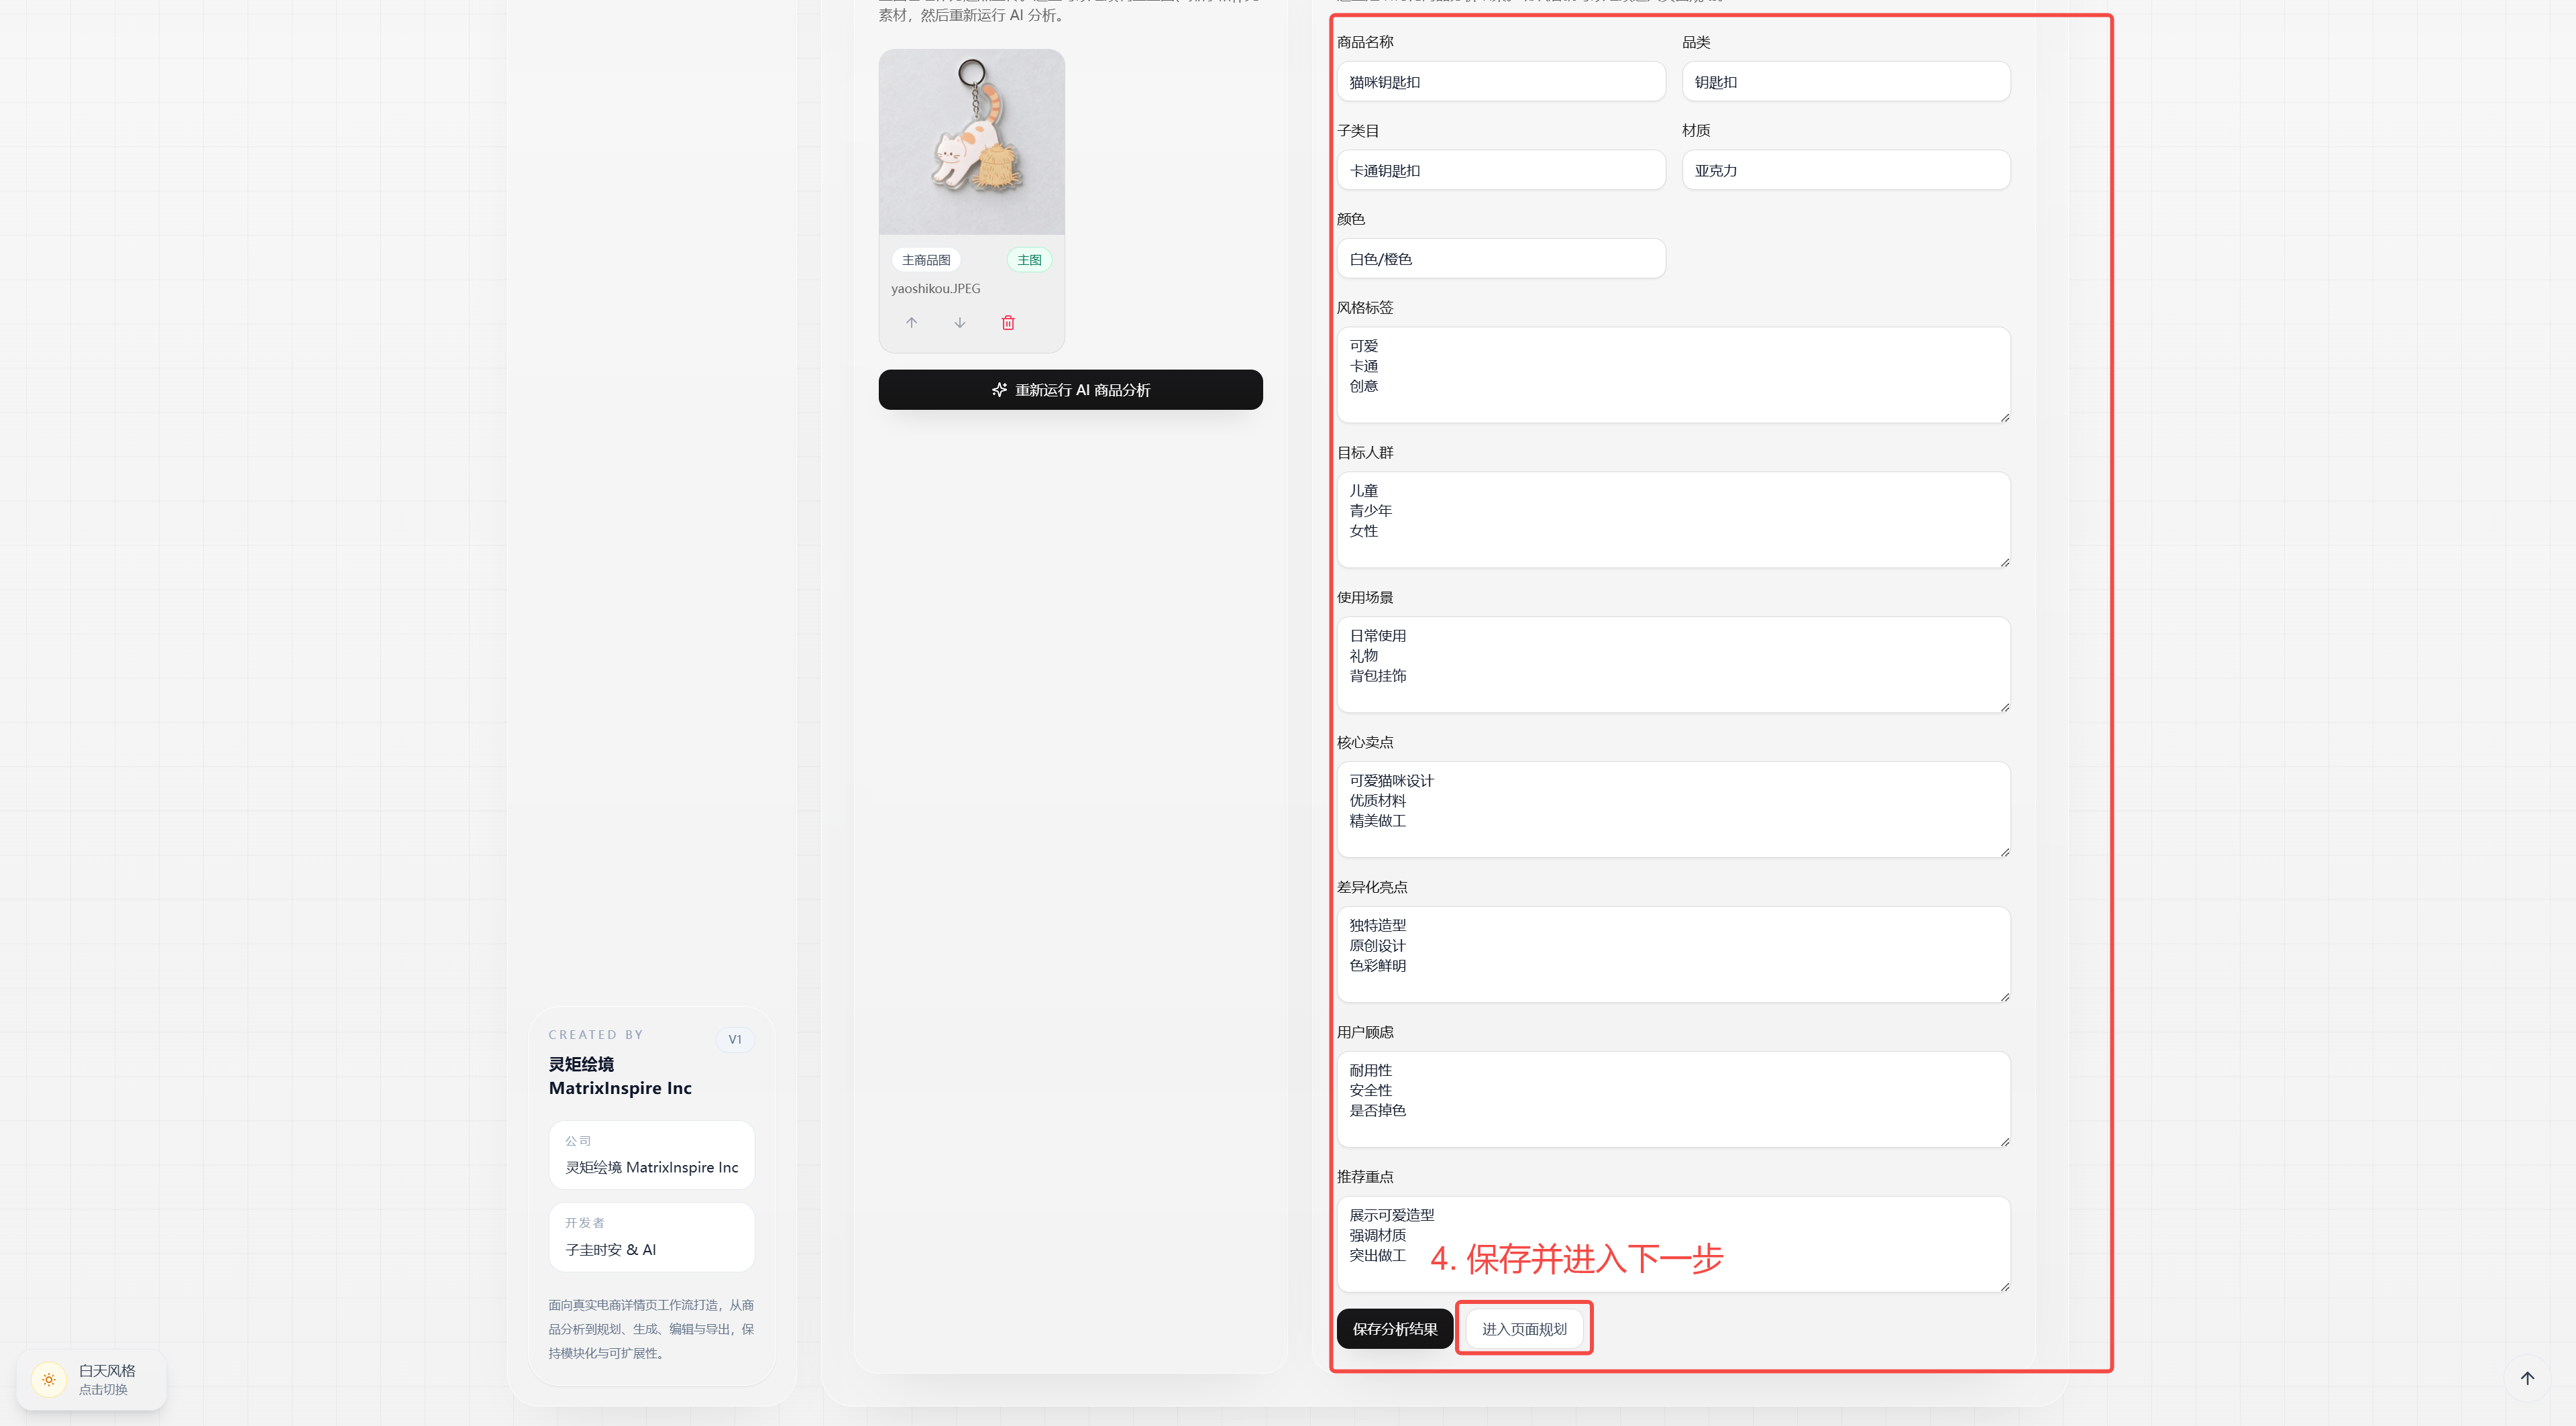 素材，然后重新运行 AI 分析。
主商品图
主图
yaoshikou.JPEG
重新运行 AI 商品分析
商品名称
品类
猫咪钥匙扣
钥匙扣
子类目
材质
卡通钥匙扣
亚克力
颜色
白色/橙色
风格标签
可爱
卡通
创意
目标人群
儿童
青少年
女性
使用场景
日常使用
礼物
背包挂饰
核心卖点
可爱猫咪设计
优质材料
精美做工
差异化亮点
独特造型
原创设计
色彩鲜明
用户顾虑
耐用性
安全性
是否掉色
推荐重点
展示可爱造型
强调材质
突出做工
4. 保存并进入下一步
保存分析结果
进入页面规划
CREATED BY
V1
灵矩绘境
MatrixInspire Inc
公司
灵矩绘境 MatrixInspire Inc
开发者
子圭时安 & AI
面向真实电商详情页工作流打造，从商
品分析到规划、生成、编辑与导出，保
持模块化与可扩展性。
白天风格
点击切换